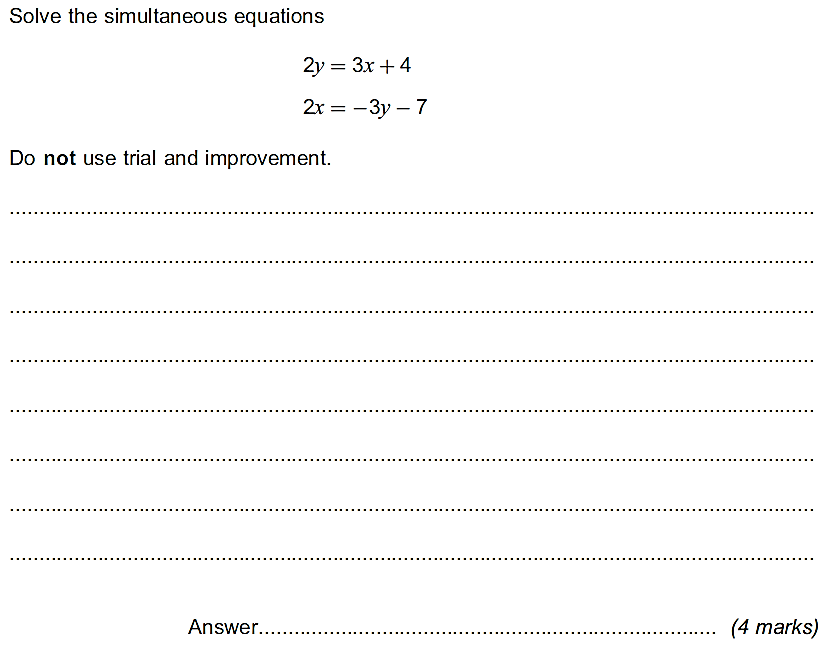 Solve the simultaneous equations
2y = 3x + 4
2x = −3y − 7
Do not use trial and improvement.
Answer.............................................................................. (4 marks)